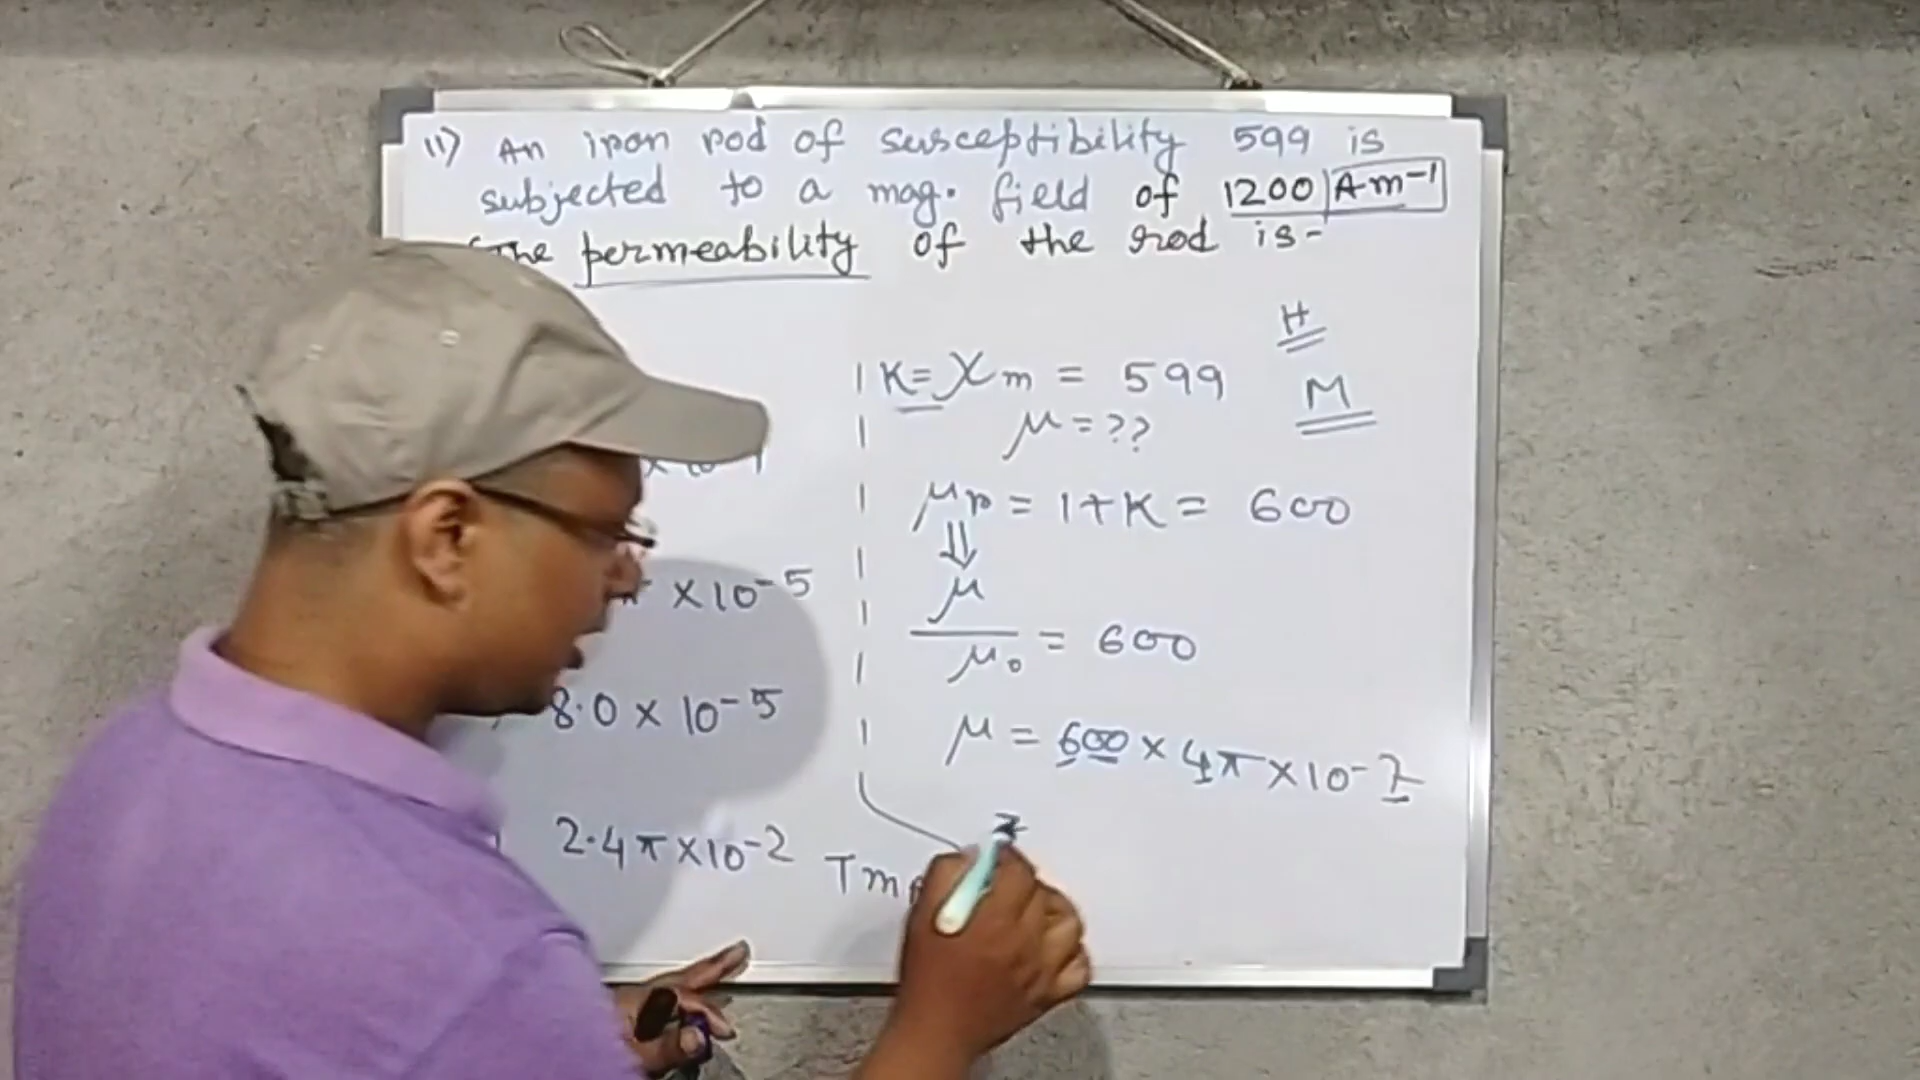 11) An iron rod of susceptibility 599 is
subjected to a mag. field of 1200 Am⁻¹
The permeability of the rod is-
H
K= χm = 599
M
μ = ??
μr = 1+K = 600
⇓
μ
μ₀ = 600
μ = 600 × 4π × 10⁻⁷
× 10⁻⁵
8.0 × 10⁻⁵
2.4π × 10⁻²